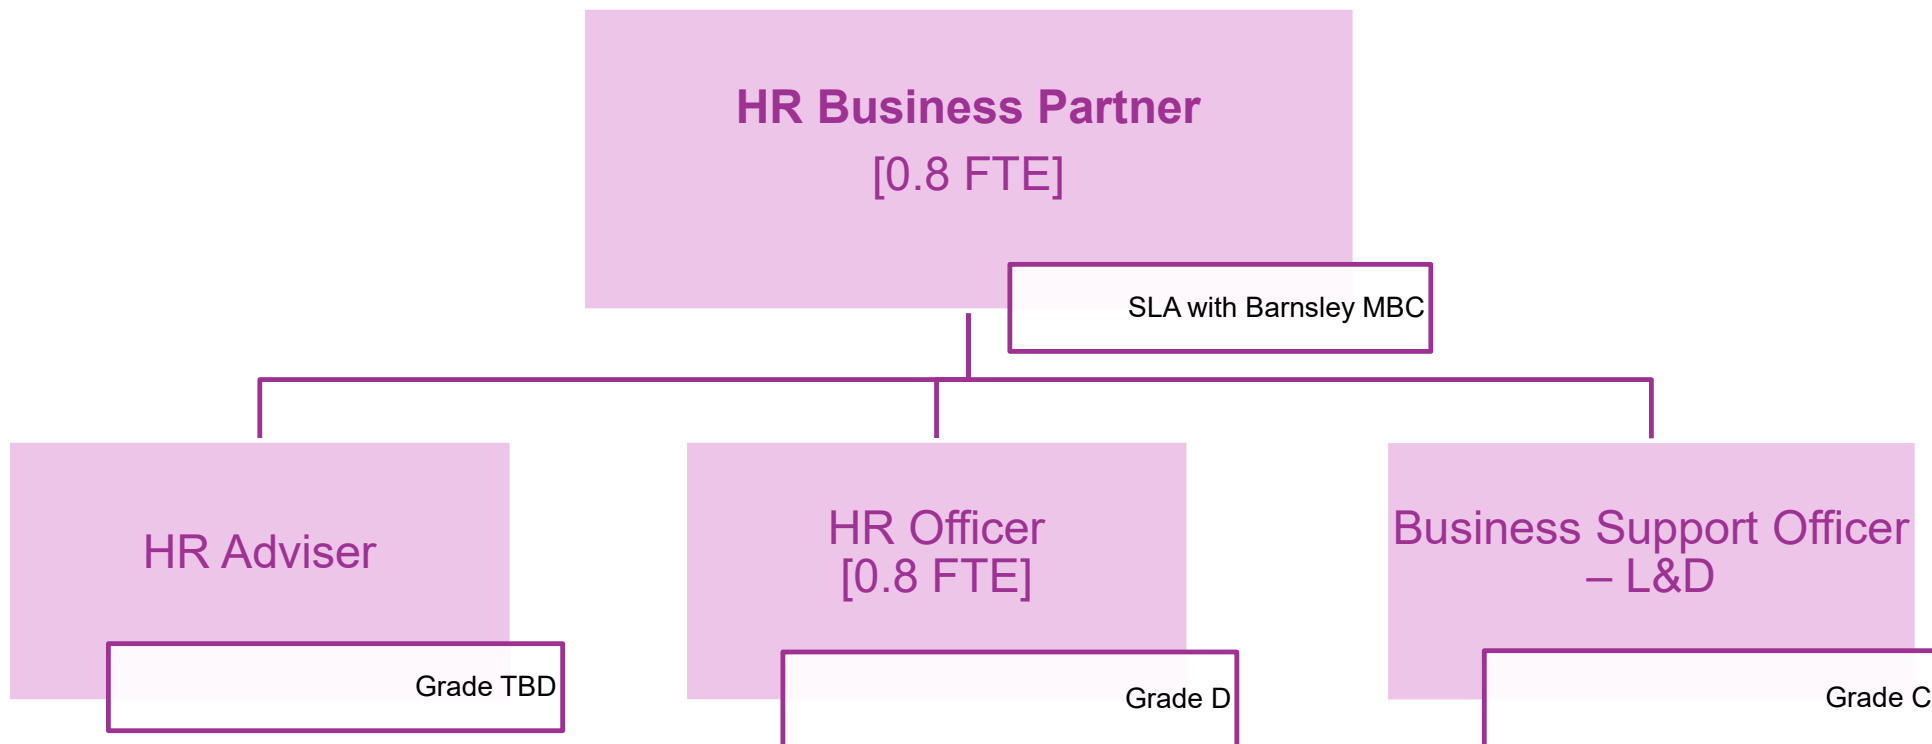 HR Business Partner
[0.8 FTE]
SLA with Barnsley MBC
HR Adviser
Grade TBD
HR Officer
[0.8 FTE]
Grade D
Business Support Officer
– L&D
Grade C